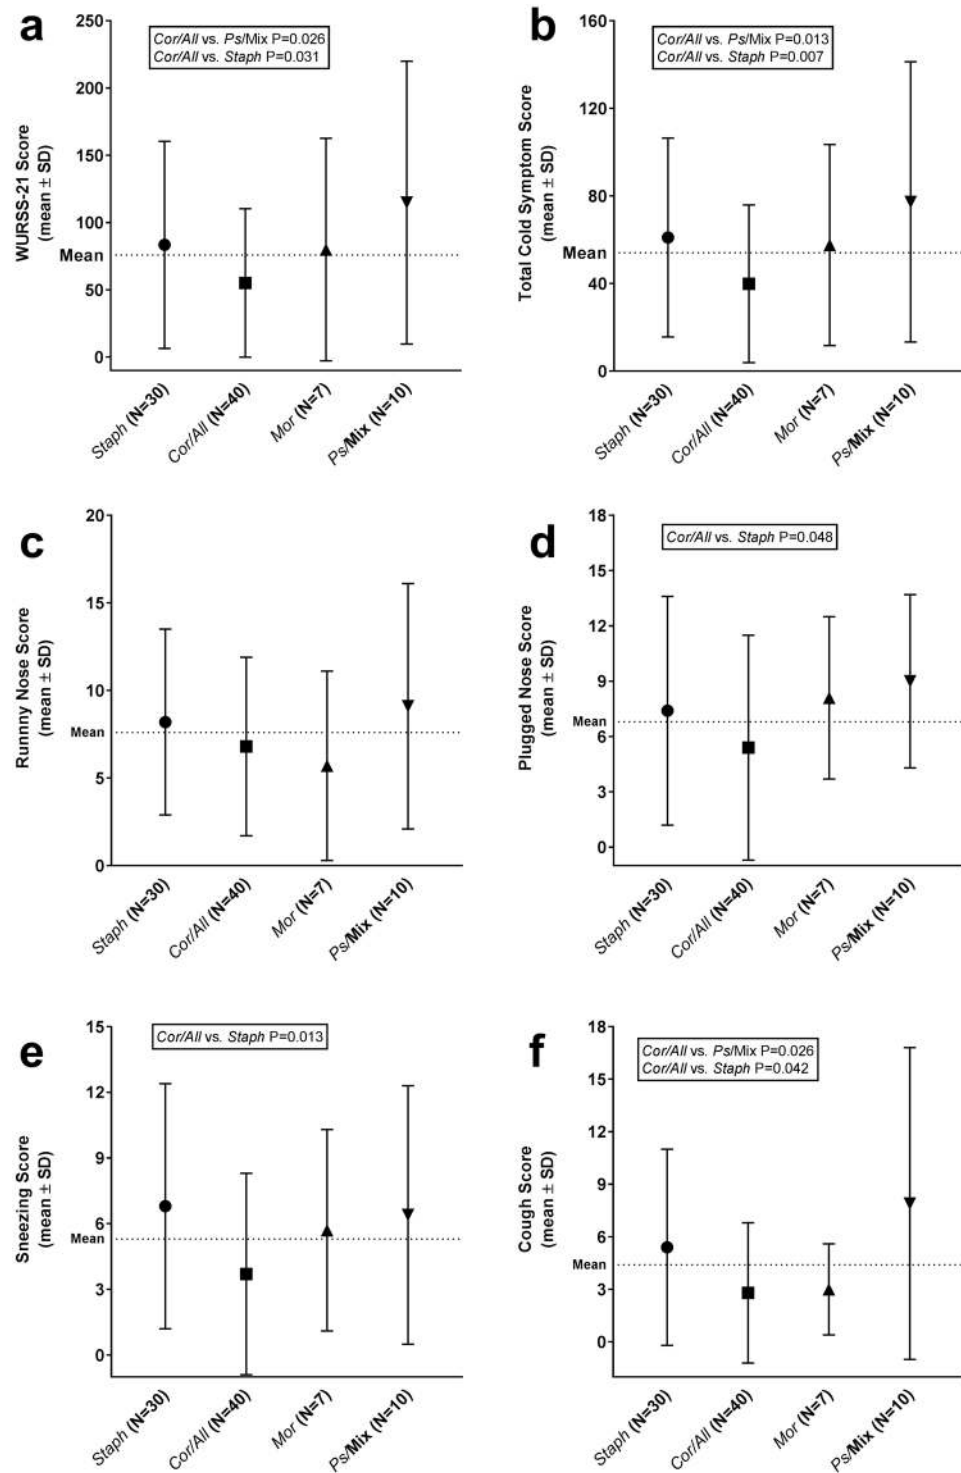 a
Cor/All vs. Ps/Mix P=0.026
Cor/All vs. Staph P=0.031
WURSS-21 Score
(mean ± SD)
250
200
150
100
Mean
50
0
Staph (N=30)
Cor/All (N=40)
Mor (N=7)
Ps/Mix (N=10)
b
Cor/All vs. Ps/Mix P=0.013
Cor/All vs. Staph P=0.007
Total Cold Symptom Score
(mean ± SD)
160
120
80
Mean
40
0
Staph (N=30)
Cor/All (N=40)
Mor (N=7)
Ps/Mix (N=10)
c
Runnny Nose Score
(mean ± SD)
20
15
10
Mean
5
0
Staph (N=30)
Cor/All (N=40)
Mor (N=7)
Ps/Mix (N=10)
d
Cor/All vs. Staph P=0.048
Plugged Nose Score
(mean ± SD)
18
15
12
9
Mean
6
3
0
Staph (N=30)
Cor/All (N=40)
Mor (N=7)
Ps/Mix (N=10)
e
Cor/All vs. Staph P=0.013
Sneezing Score
(mean ± SD)
15
12
9
6
Mean
3
0
Staph (N=30)
Cor/All (N=40)
Mor (N=7)
Ps/Mix (N=10)
f
Cor/All vs. Ps/Mix P=0.026
Cor/All vs. Staph P=0.042
Cough Score
(mean ± SD)
18
15
12
9
6
Mean
3
0
Staph (N=30)
Cor/All (N=40)
Mor (N=7)
Ps/Mix (N=10)